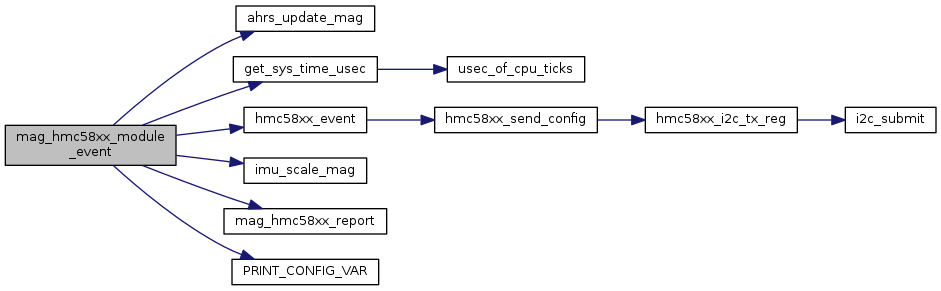 ahrs_update_mag
get_sys_time_usec
usec_of_cpu_ticks
mag_hmc58xx_module
_event
hmc58xx_event
hmc58xx_send_config
hmc58xx_i2c_tx_reg
i2c_submit
imu_scale_mag
mag_hmc58xx_report
PRINT_CONFIG_VAR